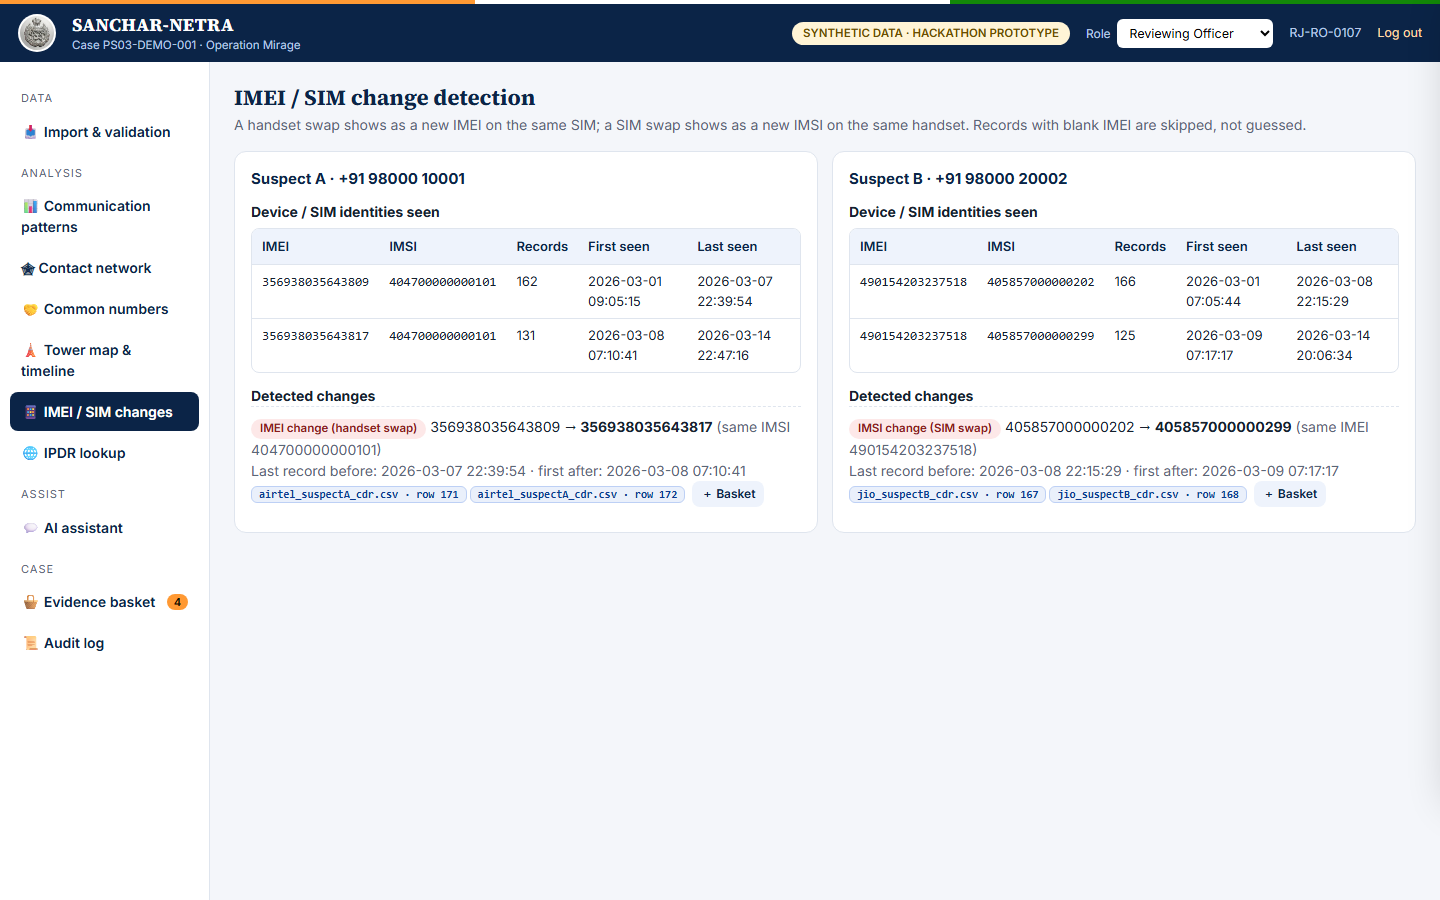 SANCHAR-NETRA
Case PS03-DEMO-001 · Operation Mirage
SYNTHETIC DATA · HACKATHON PROTOTYPE
Role
Reviewing Officer
RJ-RO-0107
Log out
DATA
Import & validation
ANALYSIS
Communication
patterns
Contact network
Common numbers
Tower map &
timeline
IMEI / SIM changes
IPDR lookup
ASSIST
AI assistant
CASE
Evidence basket 4
Audit log
IMEI / SIM change detection
A handset swap shows as a new IMEI on the same SIM; a SIM swap shows as a new IMSI on the same handset. Records with blank IMEI are skipped, not guessed.
Suspect A · +91 98000 10001
Device / SIM identities seen
IMEI IMSI Records First seen Last seen
356938035643809 404700000000101 162 2026-03-01 2026-03-07
09:05:15 22:39:54
356938035643817 404700000000101 131 2026-03-08 2026-03-14
07:10:41 22:47:16
Detected changes
IMEI change (handset swap) 356938035643809 → 356938035643817 (same IMSI
404700000000101)
Last record before: 2026-03-07 22:39:54 · first after: 2026-03-08 07:10:41
airtel_suspectA_cdr.csv · row 171 airtel_suspectA_cdr.csv · row 172 + Basket
Suspect B · +91 98000 20002
Device / SIM identities seen
IMEI IMSI Records First seen Last seen
490154203237518 405857000000202 166 2026-03-01 2026-03-08
07:05:44 22:15:29
490154203237518 405857000000299 125 2026-03-09 2026-03-14
07:17:17 20:06:34
Detected changes
IMSI change (SIM swap) 405857000000202 → 405857000000299 (same IMEI
490154203237518)
Last record before: 2026-03-08 22:15:29 · first after: 2026-03-09 07:17:17
jio_suspectB_cdr.csv · row 167 jio_suspectB_cdr.csv · row 168 + Basket